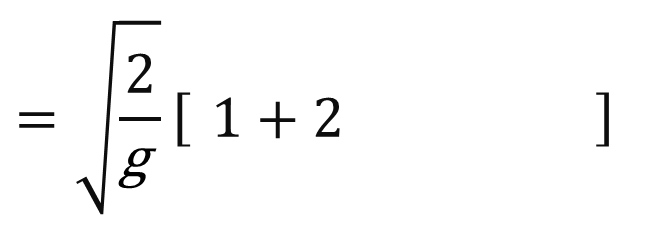 = √(2/g) [ 1 + 2 ]